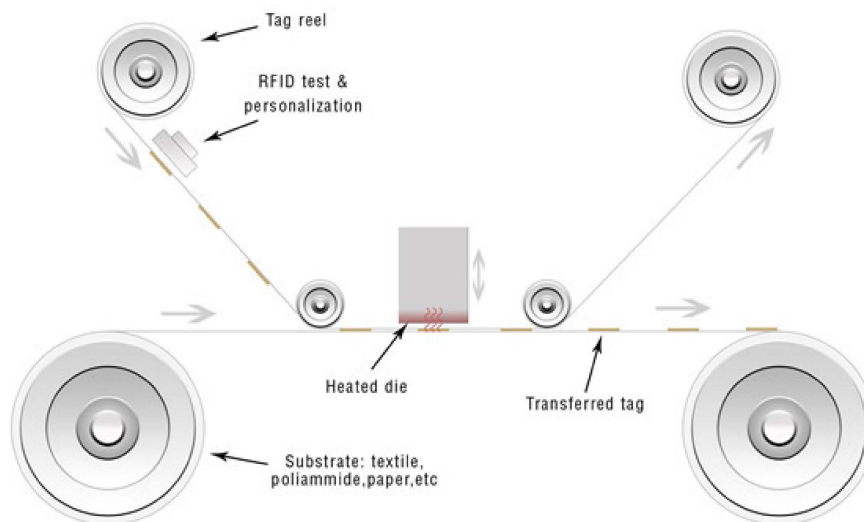 Tag reel
RFID test &
personalization
Heated die
Transferred tag
Substrate: textile,
poliammide,paper,etc